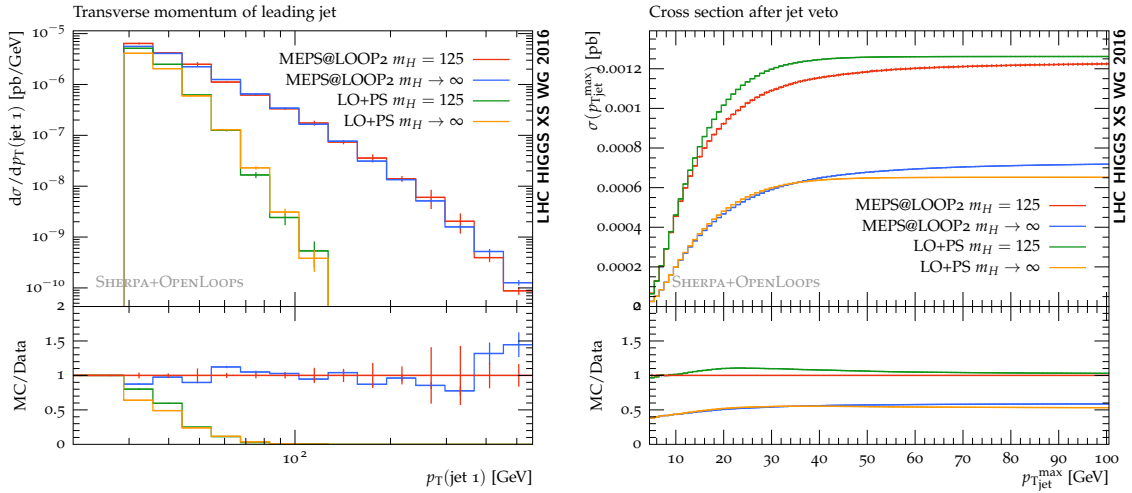 Transverse momentum of leading jet
MEPS@LOOP2 m_H = 125
MEPS@LOOP2 m_H → ∞
LO+PS m_H = 125
LO+PS m_H → ∞
SHERPA+OPENLOOPS
10^−5
10^−6
10^−7
10^−8
10^−9
10^−10
dσ/dp_T(jet 1) [pb/GeV]
LHC HIGGS XS WG 2016
2
1.5
1
0.5
0
MC/Data
10^2
p_T(jet 1) [GeV]
Cross section after jet veto
0.0012
0.001
0.0008
0.0006
0.0004
0.0002
0
σ(p_Tjet^max) [pb]
MEPS@LOOP2 m_H = 125
MEPS@LOOP2 m_H → ∞
LO+PS m_H = 125
LO+PS m_H → ∞
SHERPA+OPENLOOPS
LHC HIGGS XS WG 2016
2
1.5
1
0.5
0
MC/Data
10 20 30 40 50 60 70 80 90 100
p_Tjet^max [GeV]